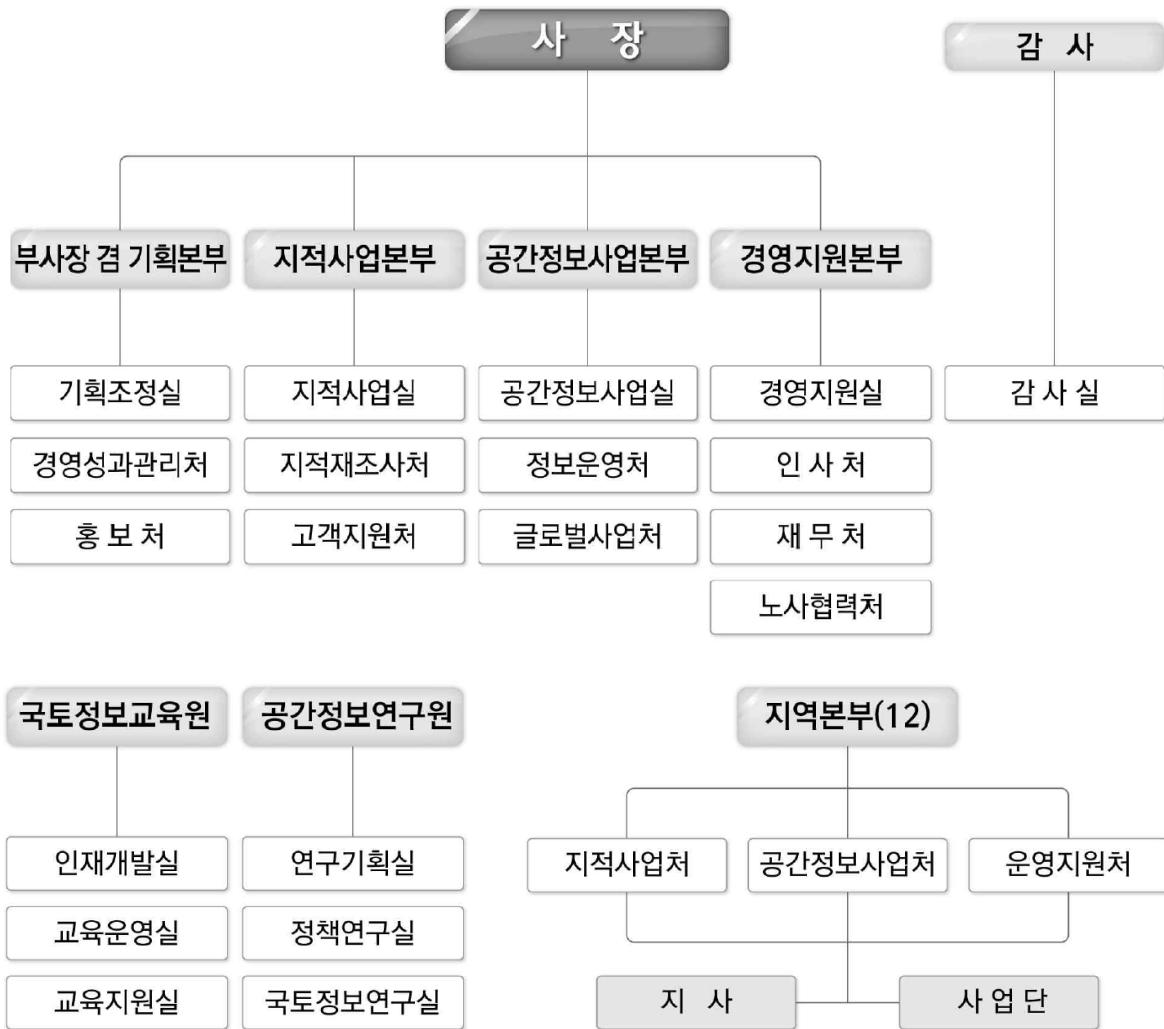 사 장
감 사
부사장 겸 기획본부
지적사업본부
공간정보사업본부
경영지원본부
기획조정실
지적사업실
공간정보사업실
경영지원실
감 사 실
경영성과관리처
지적재조사처
정보운영처
인 사 처
홍 보 처
고객지원처
글로벌사업처
재 무 처
노사협력처
국토정보교육원
공간정보연구원
지역본부(12)
인재개발실
연구기획실
지적사업처
공간정보사업처
운영지원처
교육운영실
정책연구실
교육지원실
국토정보연구실
지 사
사 업 단